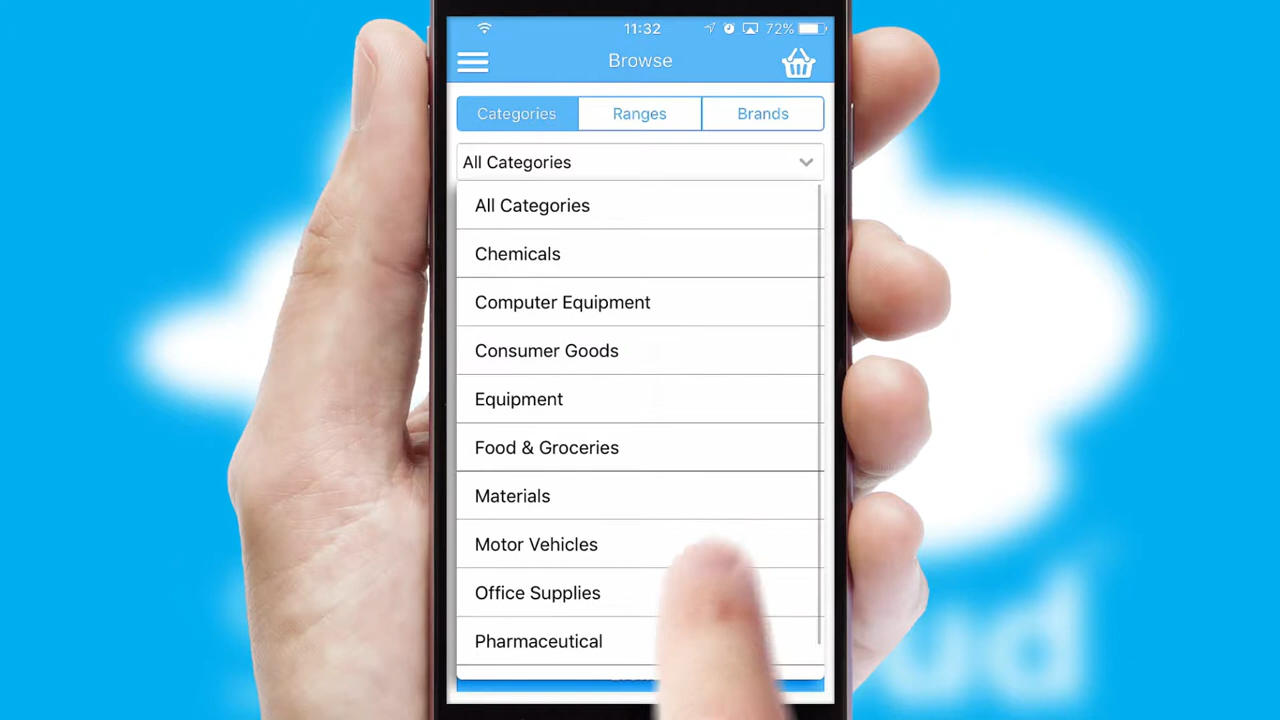 11:32
72%
Browse
Categories Ranges Brands
All Categories
All Categories
Chemicals
Computer Equipment
Consumer Goods
Equipment
Food & Groceries
Materials
Motor Vehicles
Office Supplies
Pharmaceutical